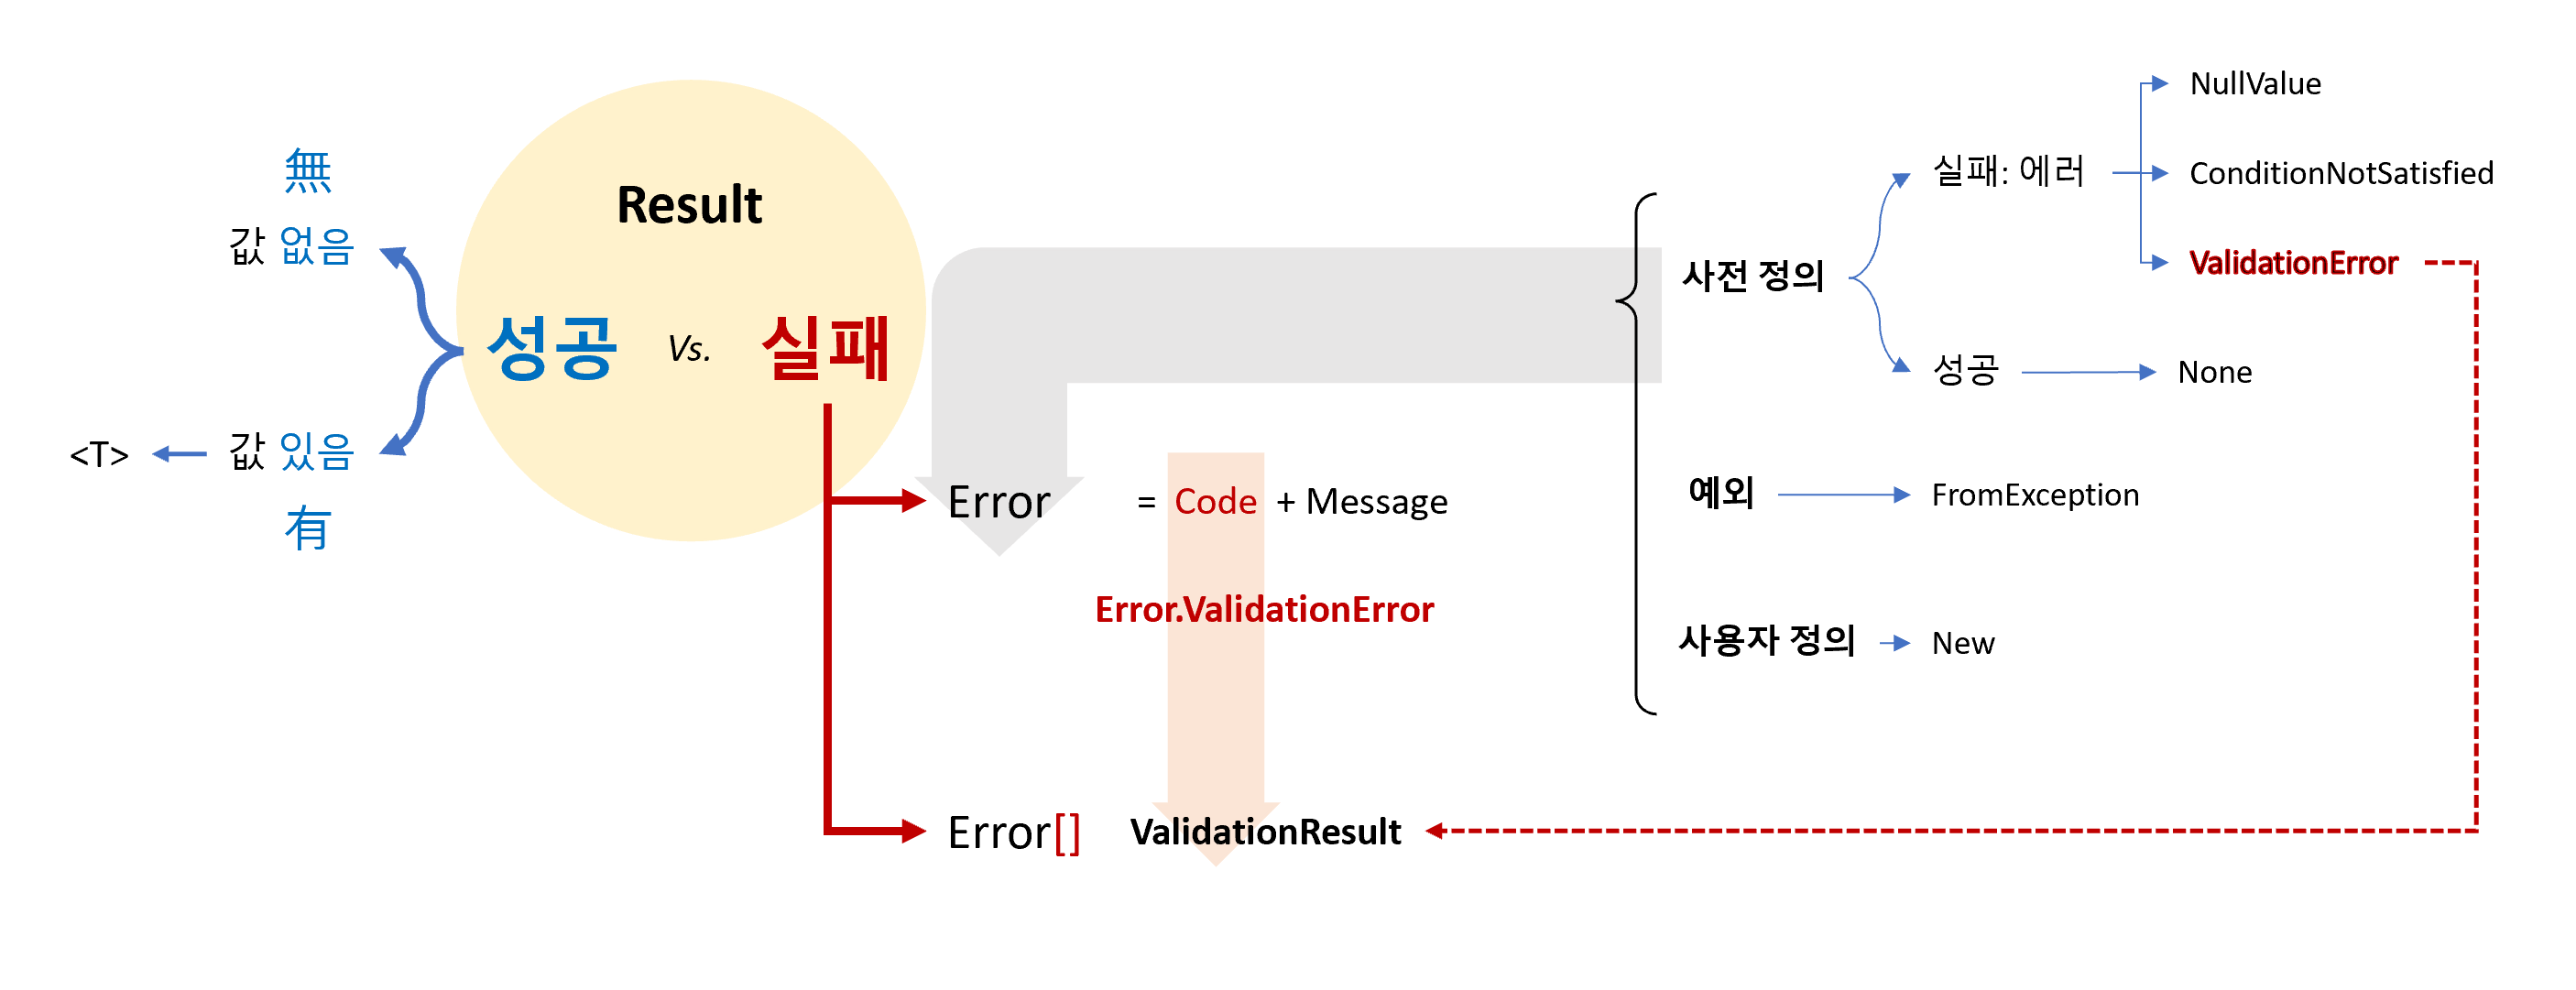 無
값 없음
Result
성공 Vs. 실패
<T>
값 있음
有
Error = Code + Message
Error.ValidationError
Error[] ValidationResult
사전 정의
실패: 에러
NullValue
ConditionNotSatisfied
ValidationError
성공
None
예외
FromException
사용자 정의
New